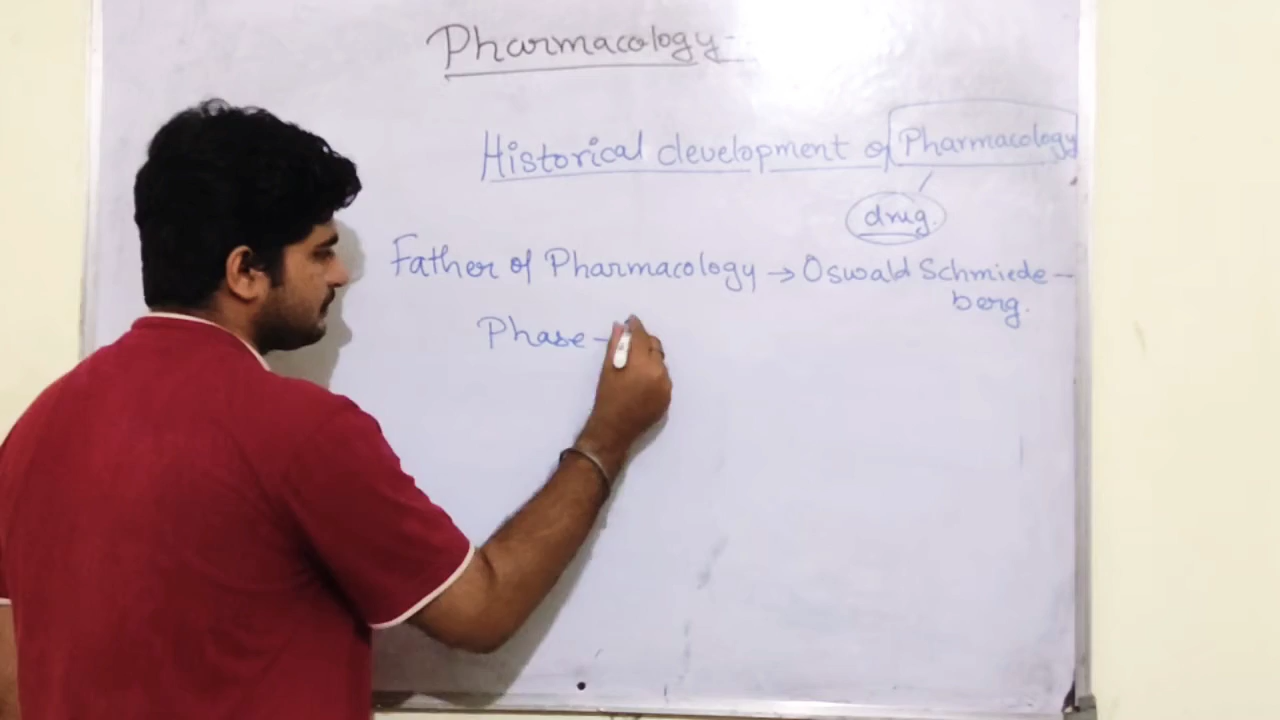 Pharmacology-
Historical development of Pharmacology
drug.
Father of Pharmacology → Oswald Schmiede-
berg.
Phase -